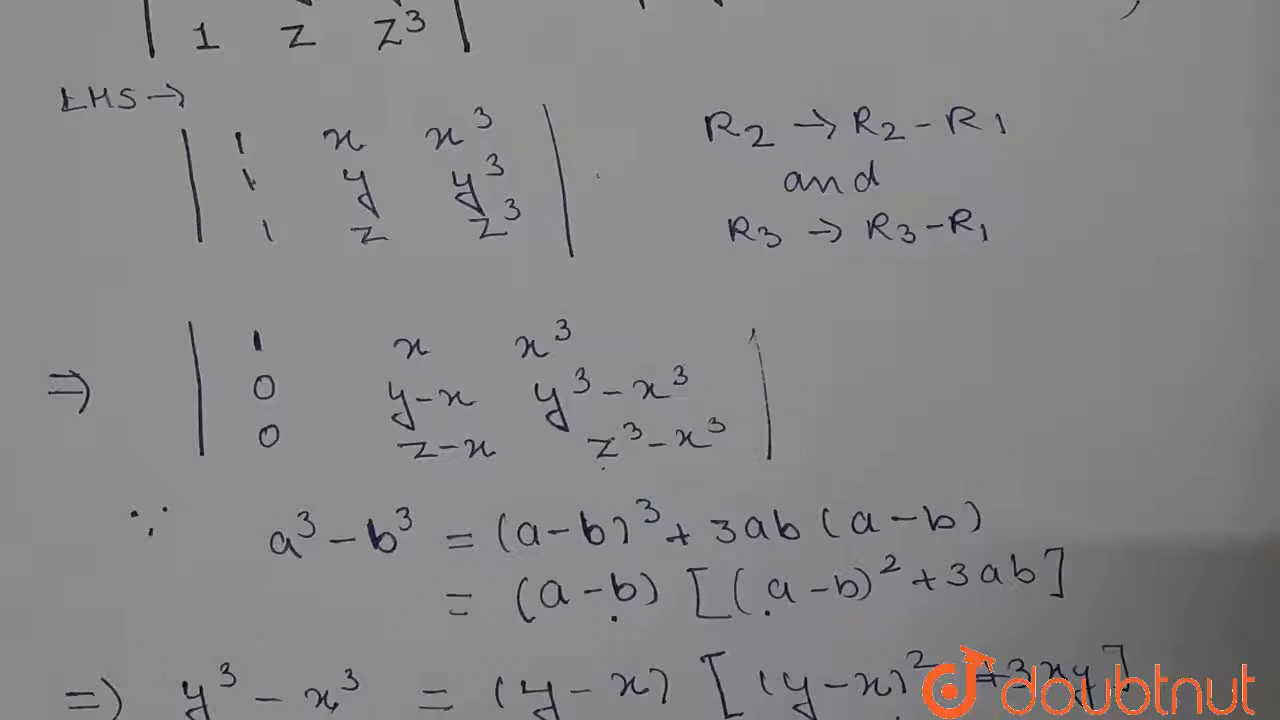 | 1 z z³ |
LHS →
| 1 x x³ |
| 1 y y³ |
| 1 z z³ |
R₂ → R₂ - R₁
and
R₃ → R₃ - R₁
⇒ | 1 x x³ |
| 0 y-x y³-x³ |
| 0 z-x z³-x³ |
∵ a³ - b³ = (a-b)³ + 3ab (a-b)
= (a-b) [(a-b)² + 3ab]
⇒ y³ - x³ = (y-x) [(y-x)² + 3xy]
doubtnut